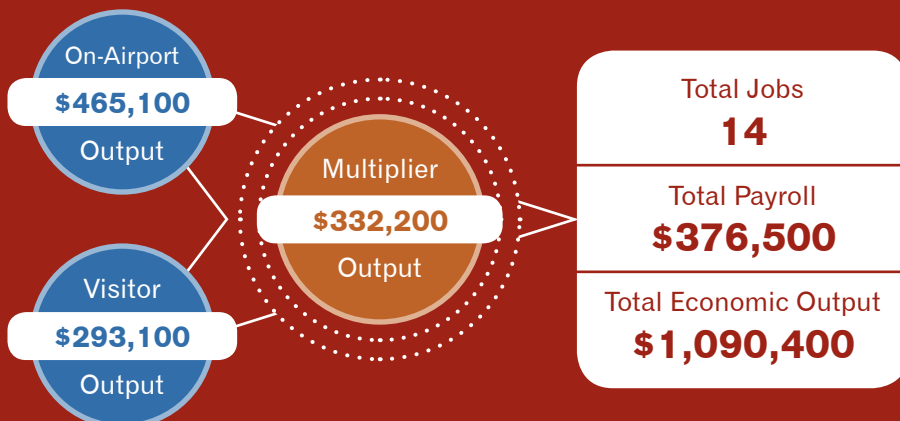 On-Airport
$465,100
Output
Visitor
$293,100
Output
Multiplier
$332,200
Output
Total Jobs
14
Total Payroll
$376,500
Total Economic Output
$1,090,400